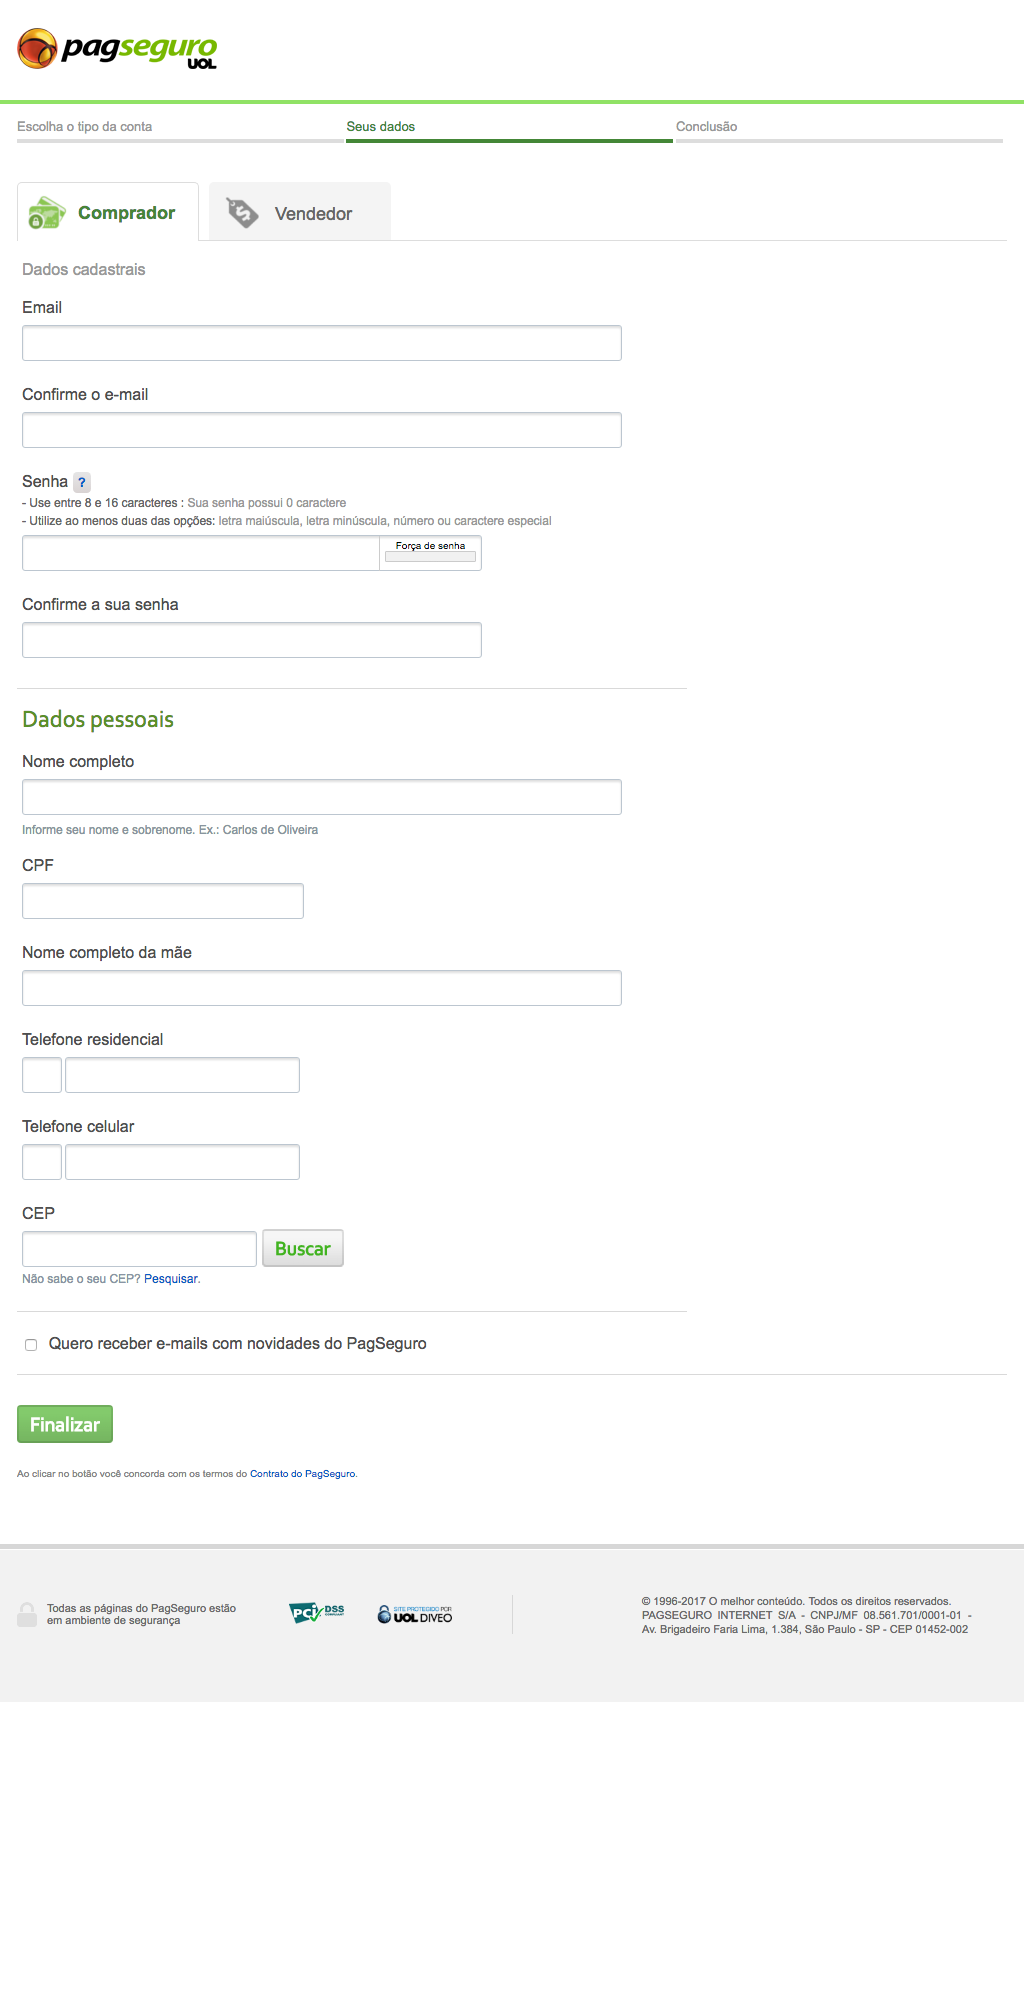 pagseguro
UOL
Escolha o tipo da conta
Seus dados
Conclusão
Comprador
Vendedor
Dados cadastrais
Email
Confirme o e-mail
Senha ?
- Use entre 8 e 16 caracteres : Sua senha possui 0 caractere
- Utilize ao menos duas das opções: letra maiúscula, letra minúscula, número ou caractere especial
Força de senha
Confirme a sua senha
Dados pessoais
Nome completo
Informe seu nome e sobrenome. Ex.: Carlos de Oliveira
CPF
Nome completo da mãe
Telefone residencial
Telefone celular
CEP
Buscar
Não sabe o seu CEP? Pesquisar.
Quero receber e-mails com novidades do PagSeguro
Finalizar
Ao clicar no botão você concorda com os termos do Contrato do PagSeguro.
Todas as páginas do PagSeguro estão
em ambiente de segurança
PCI DSS
COMPLIANT
SITE PROTEGIDO POR
UOL DIVEO
© 1996-2017 O melhor conteúdo. Todos os direitos reservados.
PAGSEGURO INTERNET S/A - CNPJ/MF 08.561.701/0001-01 -
Av. Brigadeiro Faria Lima, 1.384, São Paulo - SP - CEP 01452-002